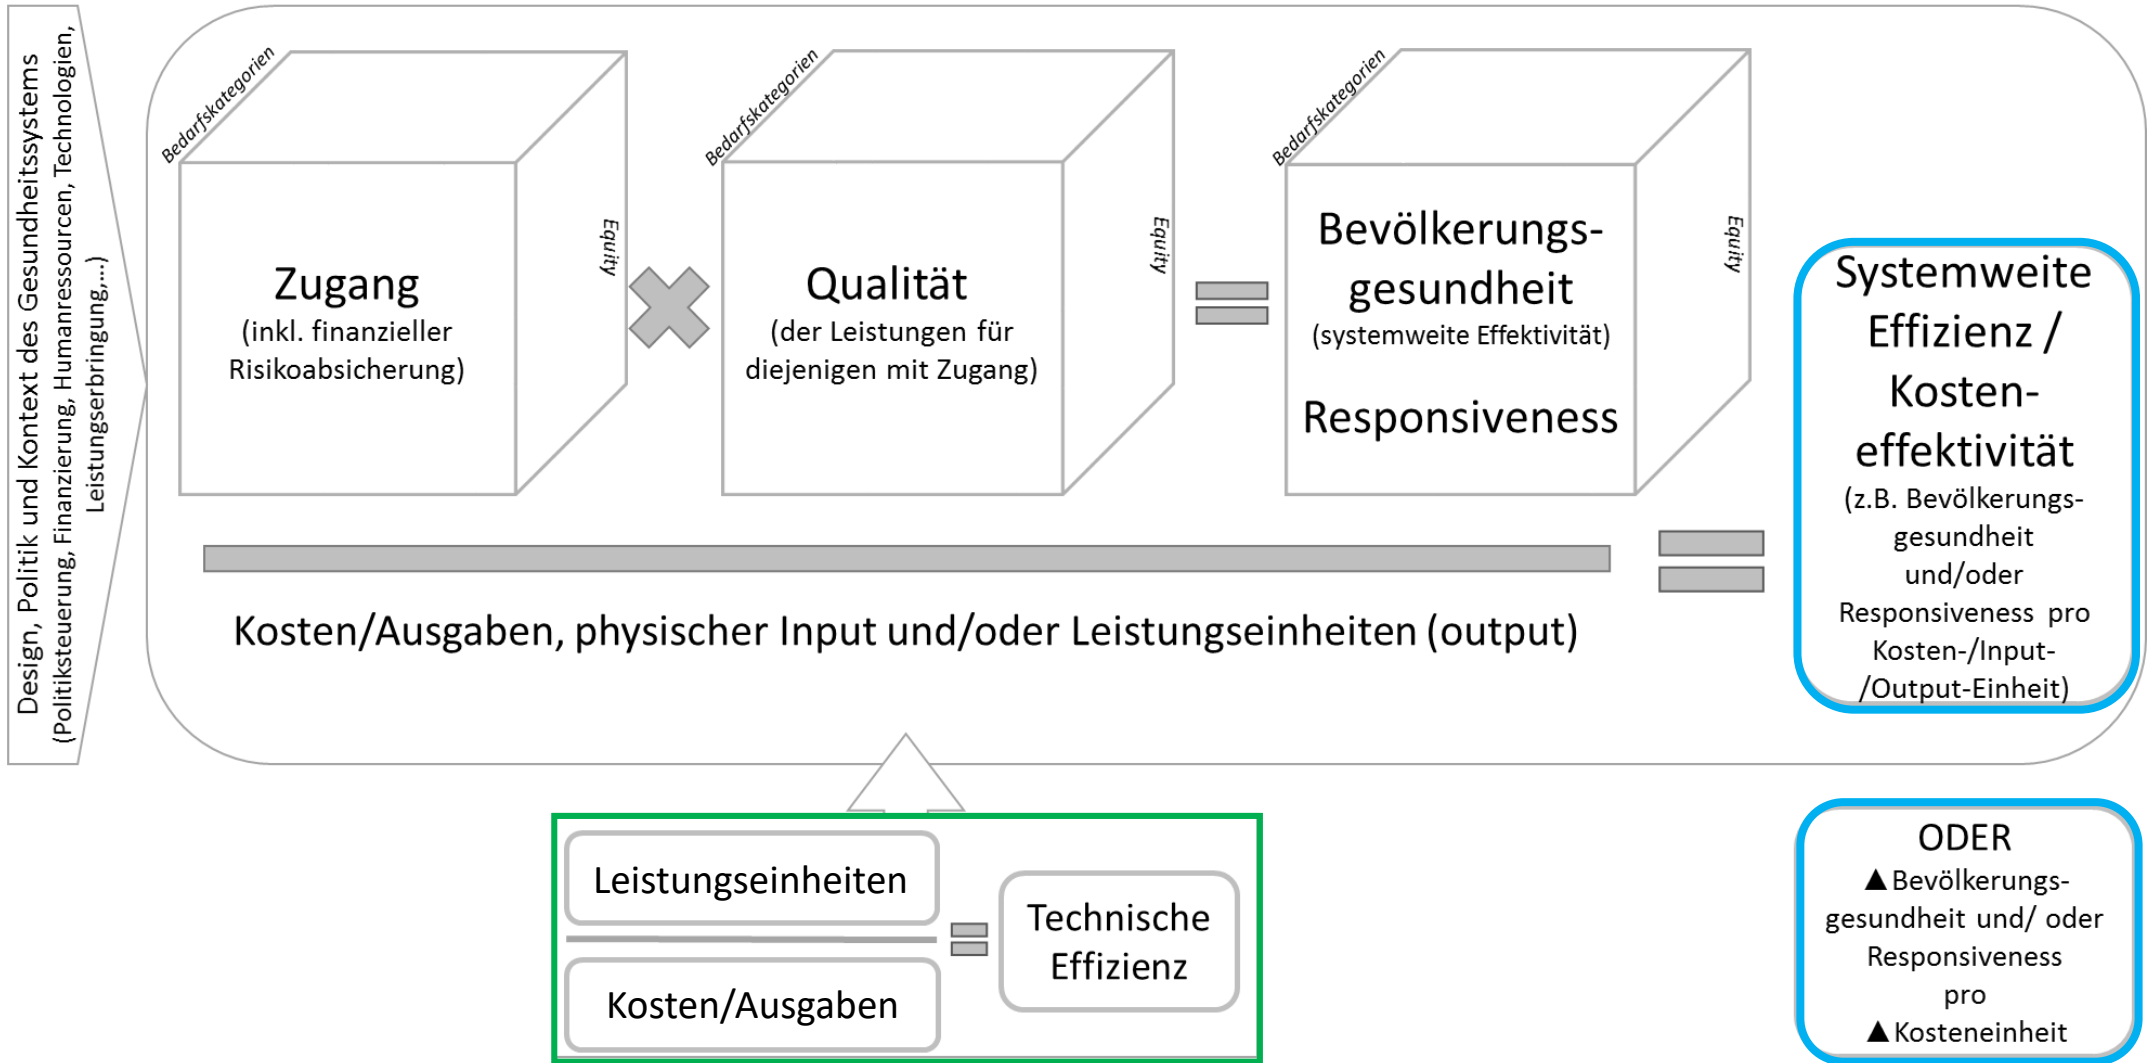 Design, Politik und Kontext des Gesundheitssystems
(Politiksteuerung, Finanzierung, Humanressourcen, Technologien,
Leistungserbringung,...)
Bedarfskategorien
Zugang
(inkl. finanzieller
Risikoabsicherung)
Equity
Bedarfskategorien
Qualität
(der Leistungen für
diejenigen mit Zugang)
Equity
Bedarfskategorien
Bevölkerungs-
gesundheit
(systemweite Effektivität)
Responsiveness
Equity
Kosten/Ausgaben, physischer Input und/oder Leistungseinheiten (output)
Systemweite
Effizienz /
Kosten-
effektivität
(z.B. Bevölkerungs-
gesundheit
und/oder
Responsiveness pro
Kosten-/Input-
/Output-Einheit)
Leistungseinheiten
Kosten/Ausgaben
Technische
Effizienz
ODER
▲Bevölkerungs-
gesundheit und/ oder
Responsiveness
pro
▲Kosteneinheit